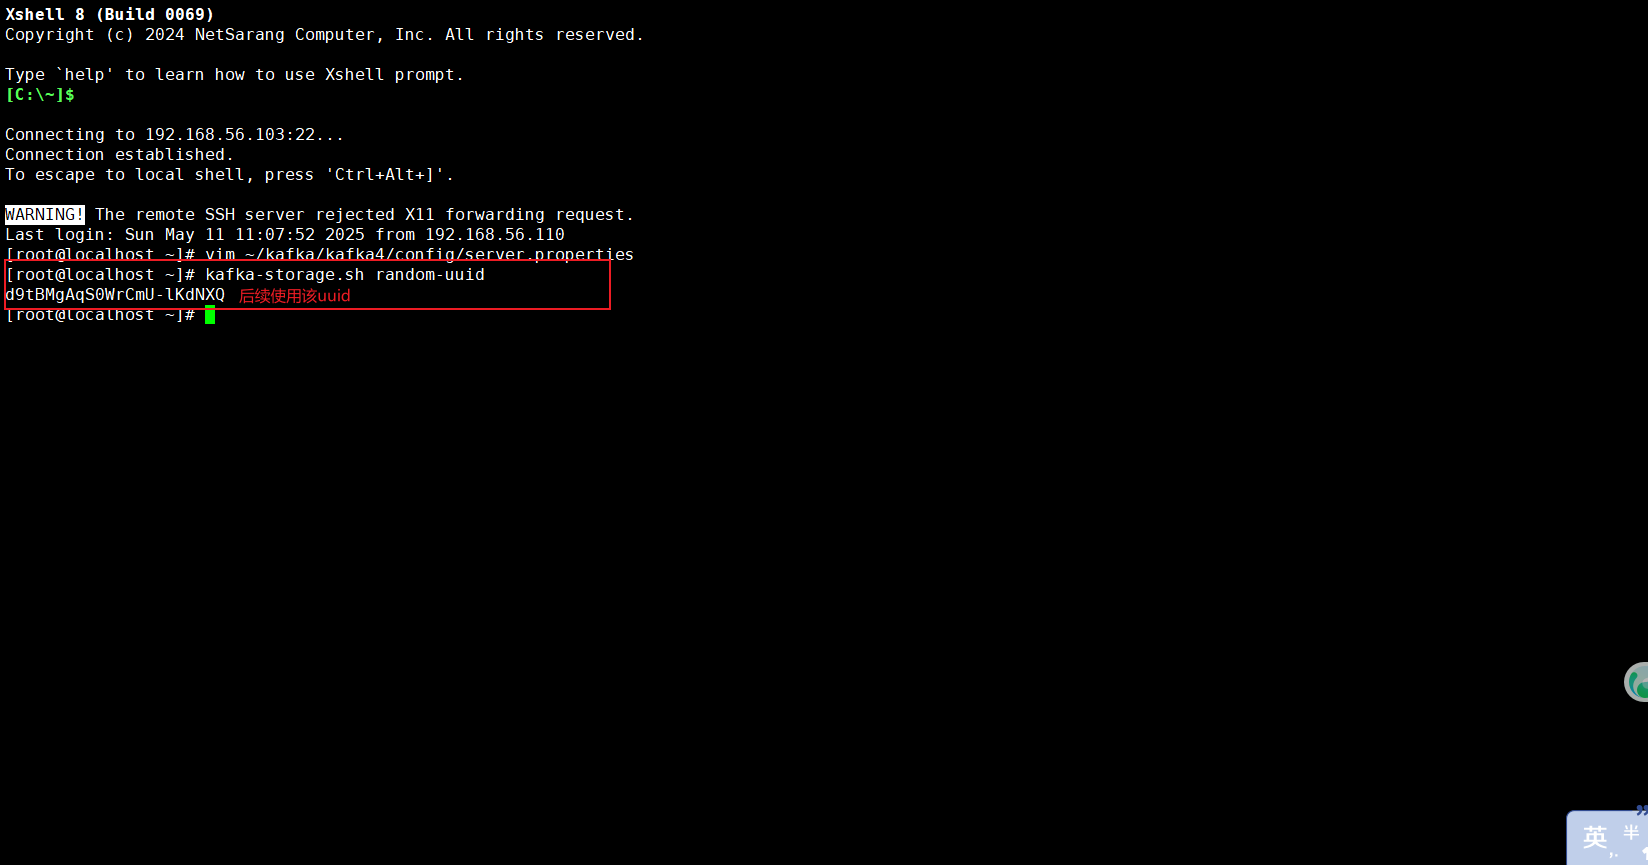 Xshell 8 (Build 0069)
Copyright (c) 2024 NetSarang Computer, Inc. All rights reserved.
Type `help' to learn how to use Xshell prompt.
[C:\~]$
Connecting to 192.168.56.103:22...
Connection established.
To escape to local shell, press 'Ctrl+Alt+]'.
WARNING! The remote SSH server rejected X11 forwarding request.
Last login: Sun May 11 11:07:52 2025 from 192.168.56.110
[root@localhost ~]# vim ~/kafka/kafka4/config/server.properties
[root@localhost ~]# kafka-storage.sh random-uuid
d9tBMgAqS0WrCmU-lKdNXQ 后续使用该uuid
[root@localhost ~]#
英 半